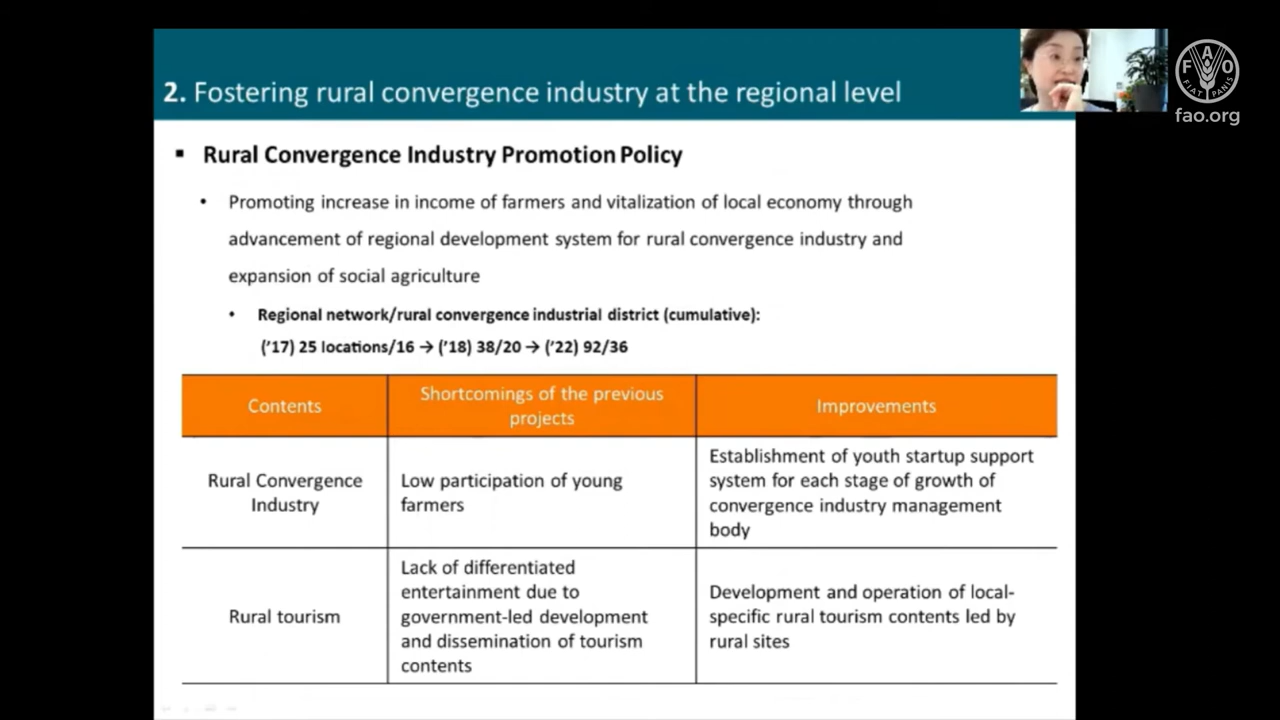 2. Fostering rural convergence industry at the regional level
F A O
FIAT PANIS
fao.org
▪ Rural Convergence Industry Promotion Policy
• Promoting increase in income of farmers and vitalization of local economy through
advancement of regional development system for rural convergence industry and
expansion of social agriculture
• Regional network/rural convergence industrial district (cumulative):
('17) 25 locations/16 → ('18) 38/20 → ('22) 92/36
Contents
Shortcomings of the previous
projects
Improvements
Rural Convergence
Industry
Low participation of young
farmers
Establishment of youth startup support
system for each stage of growth of
convergence industry management
body
Rural tourism
Lack of differentiated
entertainment due to
government-led development
and dissemination of tourism
contents
Development and operation of local-
specific rural tourism contents led by
rural sites